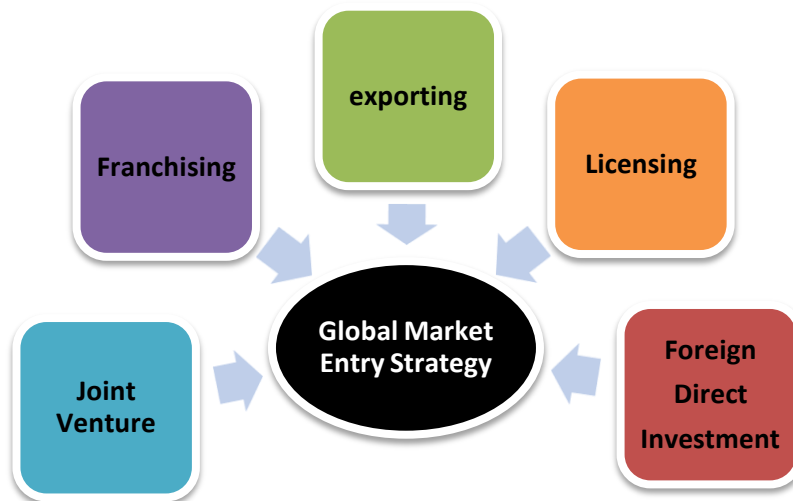 exporting
Franchising
Licensing
Global Market
Entry Strategy
Joint
Venture
Foreign
Direct
Investment